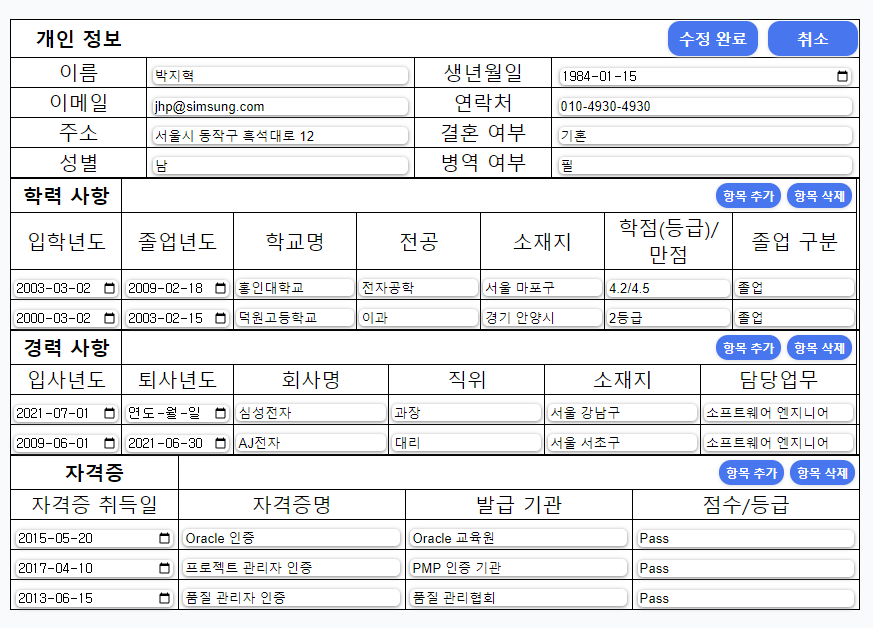 개인 정보 수정 완료 취소
이름 박지혁 생년월일 1984-01-15
이메일 jhp@simsung.com 연락처 010-4930-4930
주소 서울시 동작구 흑석대로 12 결혼 여부 기혼
성별 남 병역 여부 필
학력 사항 항목 추가 항목 삭제
입학년도 졸업년도 학교명 전공 소재지 학점(등급)/
만점 졸업 구분
2003-03-02 2009-02-18 홍인대학교 전자공학 서울 마포구 4.2/4.5 졸업
2000-03-02 2003-02-15 덕원고등학교 이과 경기 안양시 2등급 졸업
경력 사항 항목 추가 항목 삭제
입사년도 퇴사년도 회사명 직위 소재지 담당업무
2021-07-01 연도-월-일 심성전자 과장 서울 강남구 소프트웨어 엔지니어
2009-06-01 2021-06-30 AJ전자 대리 서울 서초구 소프트웨어 엔지니어
자격증 항목 추가 항목 삭제
자격증 취득일 자격증명 발급 기관 점수/등급
2015-05-20 Oracle 인증 Oracle 교육원 Pass
2017-04-10 프로젝트 관리자 인증 PMP 인증 기관 Pass
2013-06-15 품질 관리자 인증 품질 관리협회 Pass